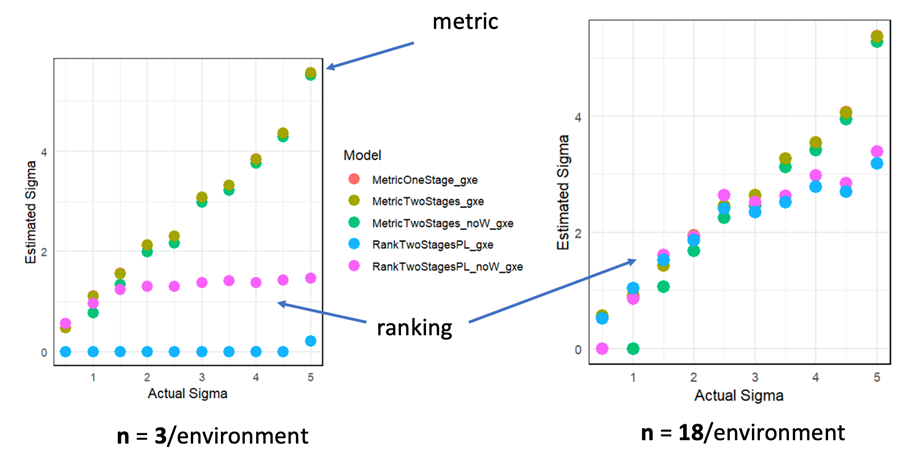 metric
Estimated Sigma
4
2
0
1 2 3 4 5
Actual Sigma
n = 3/environment
Model
MetricOneStage_gxe
MetricTwoStages_gxe
MetricTwoStages_noW_gxe
RankTwoStagesPL_gxe
RankTwoStagesPL_noW_gxe
ranking
Estimated Sigma
4
2
0
1 2 3 4 5
Actual Sigma
n = 18/environment